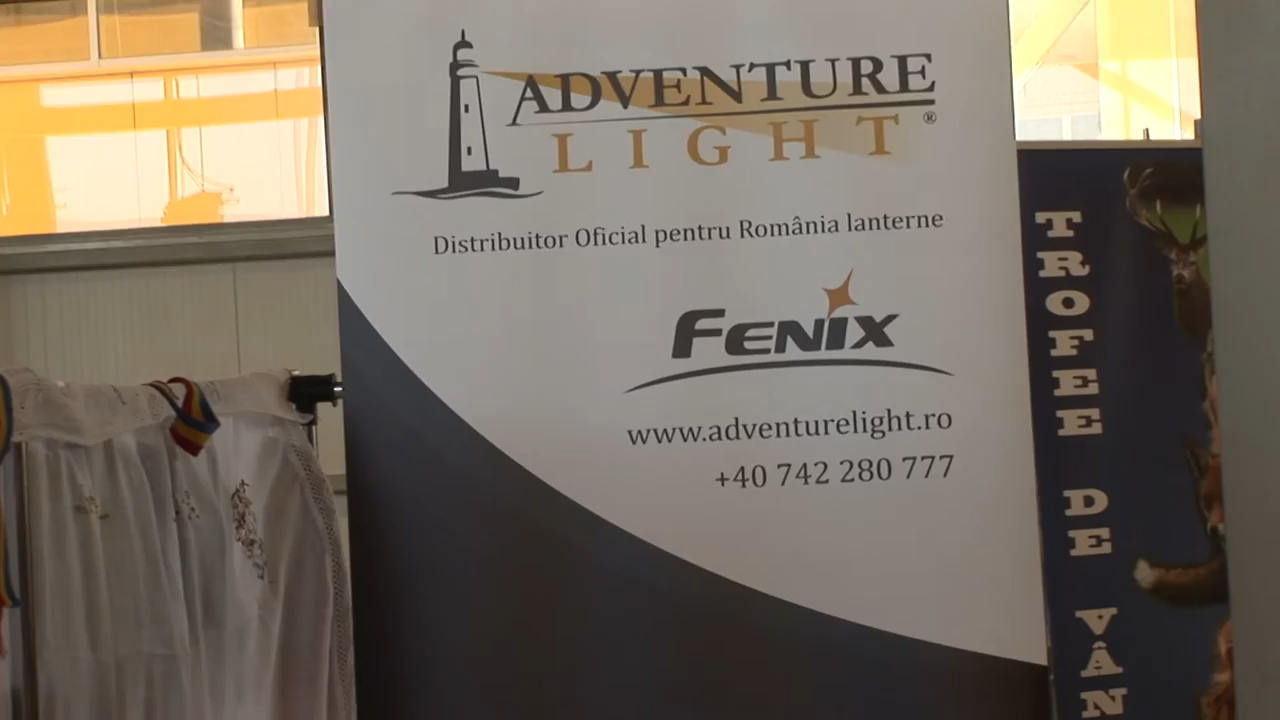 ADVENTURE
LIGHT®
Distribuitor Oficial pentru România lanterne
FENIX
www.adventurelight.ro
+40 742 280 777
TROFEE
DE
VÂN